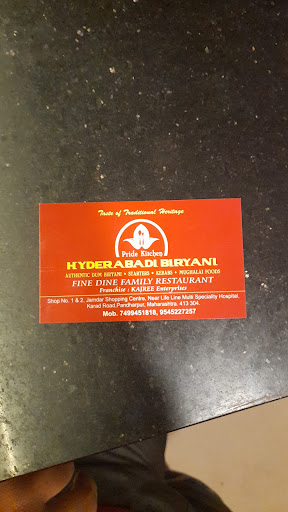 Taste of Traditional Heritage
Pride Kitchen
HYDERABADI BIRYANI
AUTHENTIC DUM BIRYANI • STARTERS • KEBABS • MUGHALAI FOODS
FINE DINE FAMILY RESTAURANT
Franchise : KAJREE Enterprises
Shop No. 1 & 2, Jamdar Shopping Centre, Near Life Line Multi Speciality Hospital,
Karad Road, Pandharpur, Maharashtra. 413 304.
Mob. 7499451818, 9545227257